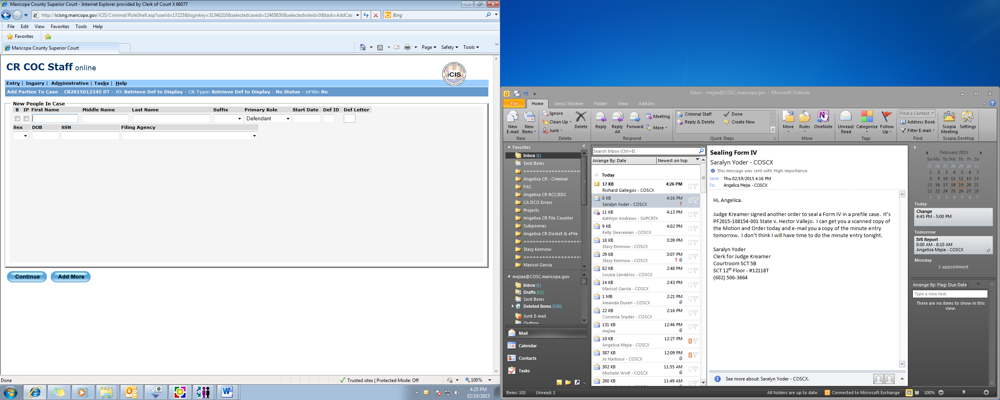 Maricopa County Superior Court - Internet Explorer provided by Clerk of Court X 66077
http://icisng.maricopa.gov/iCIS/Criminal/RoleShell.asp?userid=17225&loginkey=31346210&selectedcaseid=12465830&selectedroleid=0&task=AddCas
Bing
File Edit View Favorites Tools Help
Favorites
Maricopa County Superior Court
Page Safety Tools
CR COC Staff online
iCIS
Entry | Inquiry | Administrative | Tasks | Help
Add Parties To Case CR2015012345 DT - JO: Retrieve Def to Display - CR Type: Retrieve Def to Display - No Status - eFile: No
New People In Case
B IP First Name Middle Name Last Name Suffix Primary Role Start Date Def ID Def Letter
Defendant
Sex DOB SSN Filing Agency
Continue Add More
Done
Trusted sites | Protected Mode: Off
100%
4:25 PM
02/19/2015
Inbox - mejiaa@COSC.maricopa.gov - Microsoft Outlook
File Home Send / Receive Folder View Add-Ins
New E-mail
New Items
New
Ignore
Clean Up
Junk
Delete
Delete
Reply
Reply All
Forward
Meeting
More
Respond
Criminal Staff
Reply & Delete
Done
Create New
Quick Steps
Move
Rules
OneNote
Move
Unread/ Read
Categorize
Follow Up
Tags
Find a Contact
Address Book
Filter E-mail
Find
Scopia Meeting
Settings
Scopia Desktop
Favorites
Inbox (1)
Sent Items
=====================
Angelica CR - Criminal
FAC
Angelica CR RCC/EDC
CA DCO Errors
Projects
Angelica CR File Counter
Subpoenas
Angelica CR Docket & eFile
=====================
Stacy Kennow
=====================
Marisol Garcia
mejiaa@COSC.maricopa.gov
Inbox (1)
Drafts [11]
Sent Items
Deleted Items (530)
Junk E-mail
Outbox
Mail
Calendar
Contacts
Tasks
Items: 101 Unread: 1
Search Inbox (Ctrl+E)
Arrange By: Date Newest on top
Today
17 KB 4:26 PM
Richard Gallegos - COSCX
8 KB 4:16 PM
Saralyn Yoder - COSCX
11 KB 4:13 PM
Kathryn Andrews - SUPCRTX
9 KB 4:02 PM
Kelly Sleeseman - COSCX
18 KB 3:39 PM
Stacy Kennow - COSCX
29 KB 3:07 PM
Stacy Kennow - COSCX
82 KB 2:48 PM
Louiza Landeros - COSCX
14 KB 2:43 PM
Marisol Garcia - COSCX
1 MB 2:21 PM
Amanda Duran - COSCX
22 KB 2:16 PM
Correnia Snyder - COSCX
131 KB 12:46 PM
mejiaa
10 KB 12:27 PM
Angelica Mejia - COSCX
387 KB 12:09 PM
Jo Harbour - COSCX
302 KB 11:55 AM
Michelle Wolf - COSCX
260 KB 11:49 AM
Sealing Form IV
Saralyn Yoder - COSCX
This message was sent with High importance.
Sent: Thu 02/19/2015 4:16 PM
To: Angelica Mejia - COSCX
Hi, Angelica.
Judge Kreamer signed another order to seal a Form IV in a prefile case. It's
PF2015-108154-001 State v. Hector Vallejo. I can get you a scanned copy of
the Motion and Order today and e-mail you a copy of the minute entry
tomorrow. I don't think I will have time to do the minute entry tonight.
Saralyn Yoder
Clerk for Judge Kreamer
Courtroom SCT 5B
SCT 12th Floor - #12118T
(602) 506-3664
See more about: Saralyn Yoder - COSCX.
February 2015
Su Mo Tu We Th Fr Sa
25 26 27 28 29 30 31
1 2 3 4 5 6 7
8 9 10 11 12 13 14
15 16 17 18 19 20 21
22 23 24 25 26 27 28
1 2 3 4 5 6 7
Today
Change
4:45 PM - 5:00 PM
Tomorrow
IVR Report
8:00 AM - 8:10 AM
Angelica Mejia - COSCX
Monday
1 appointment
Arrange By: Flag: Due Date
Type a new task
There are no items to show in this
view.
All folders are up to date. Connected to Microsoft Exchange 100%